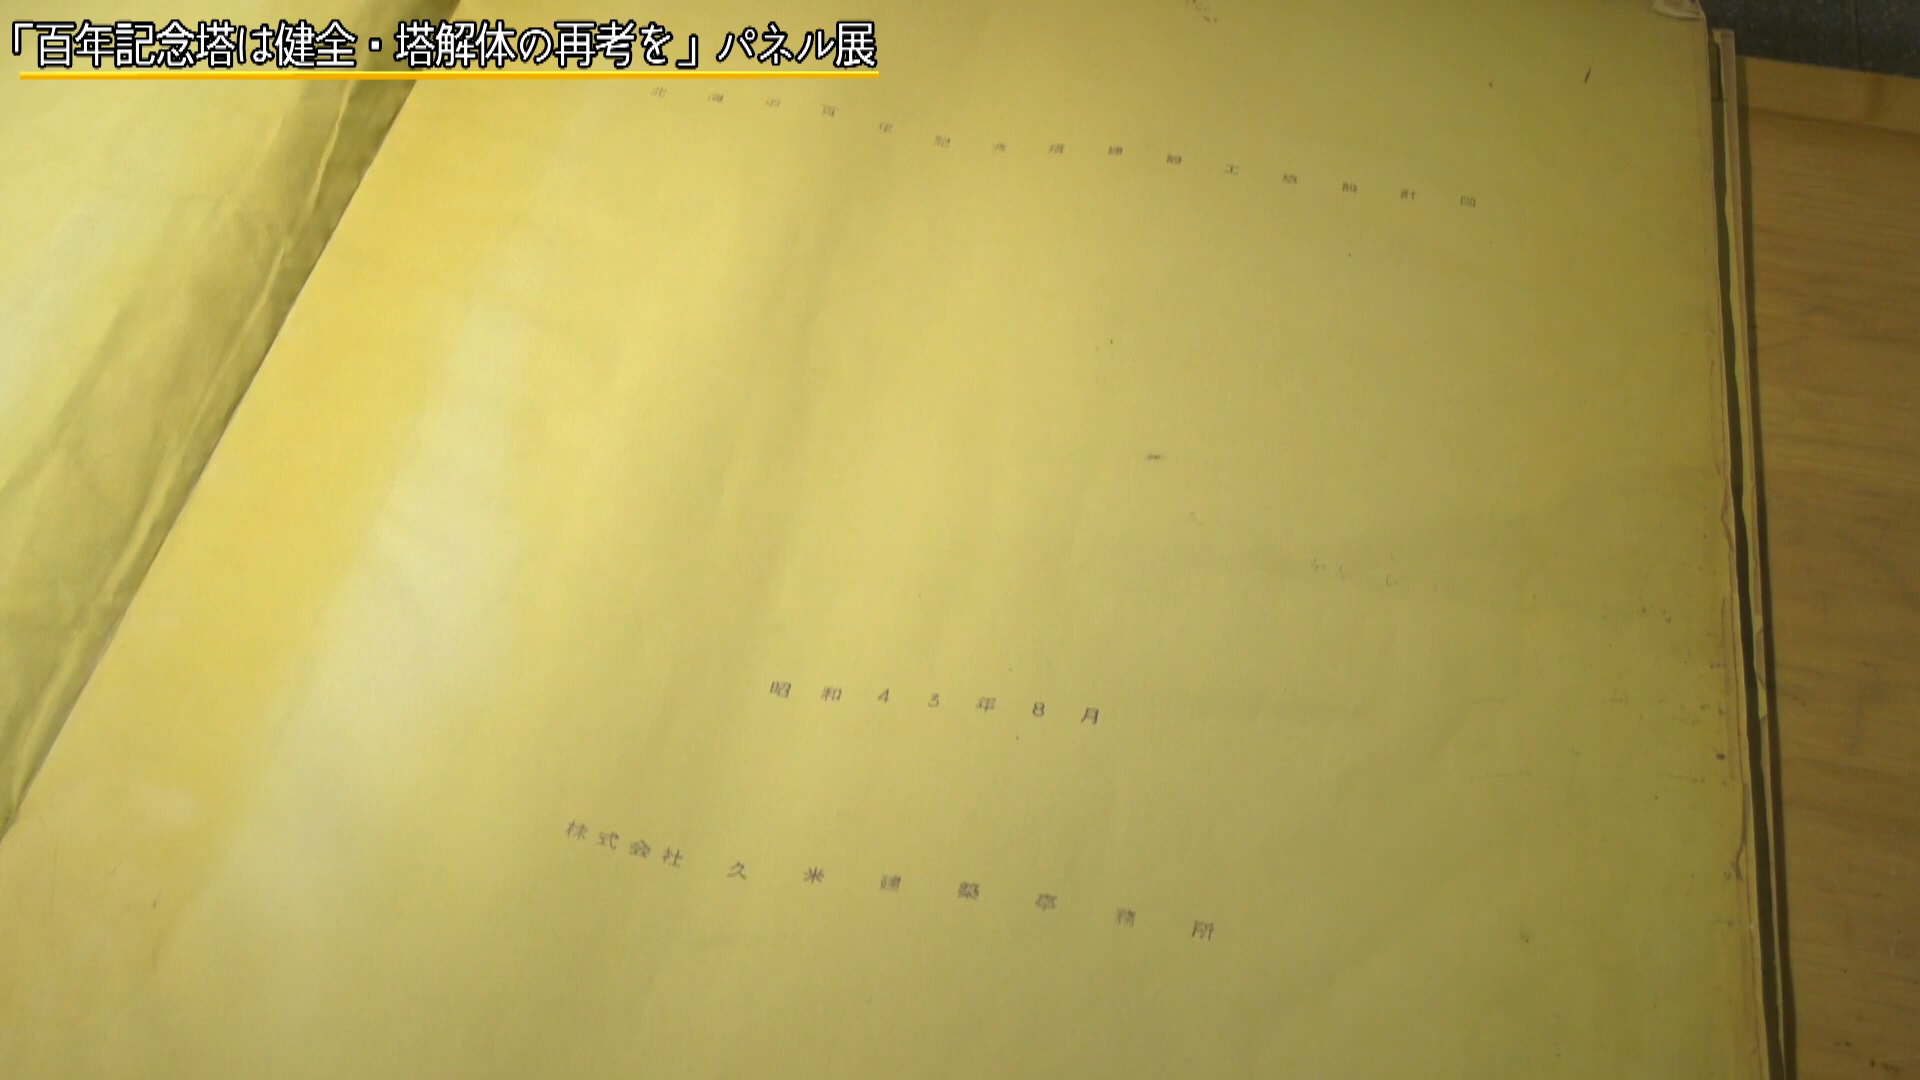 「百年記念塔は健全・塔解体の再考を」パネル展
北海道百年記念塔建設工事設計図
昭和43年8月
株式会社 久米建築事務所